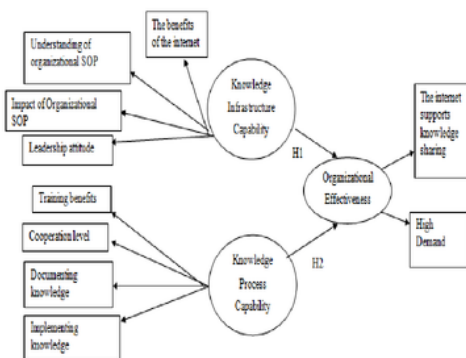 The benefits
of the internet
Understanding of
organizational SOP
Impact of Organizational
SOP
Leadership attitude
Knowledge
Infrastructure
Capability
H1
The internet
supports
knowledge
sharing
Organizational
Effectiveness
High
Demand
Training benefits
Cooperation level
Documenting
knowledge
Implementing
knowledge
Knowledge
Process
Capability
H2